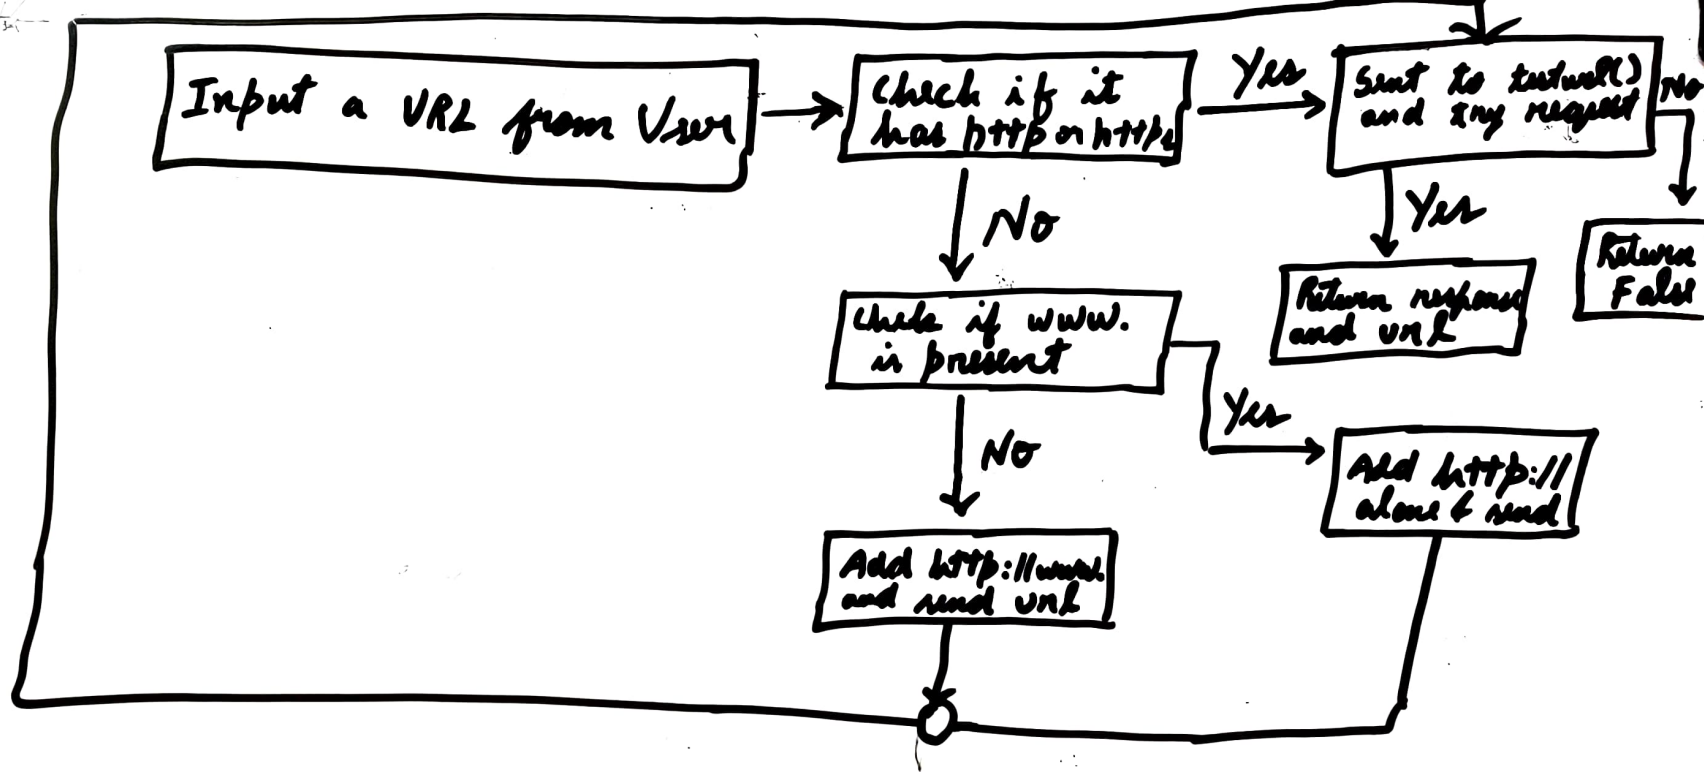 Input a URL from User
Check if it
has http or https
Yes
Sent to testurl()
and try request
No
No
Yes
Return
False
Return response
and url
Check if www.
is present
Yes
No
Add http://
alone & send
Add http://www.
and send url